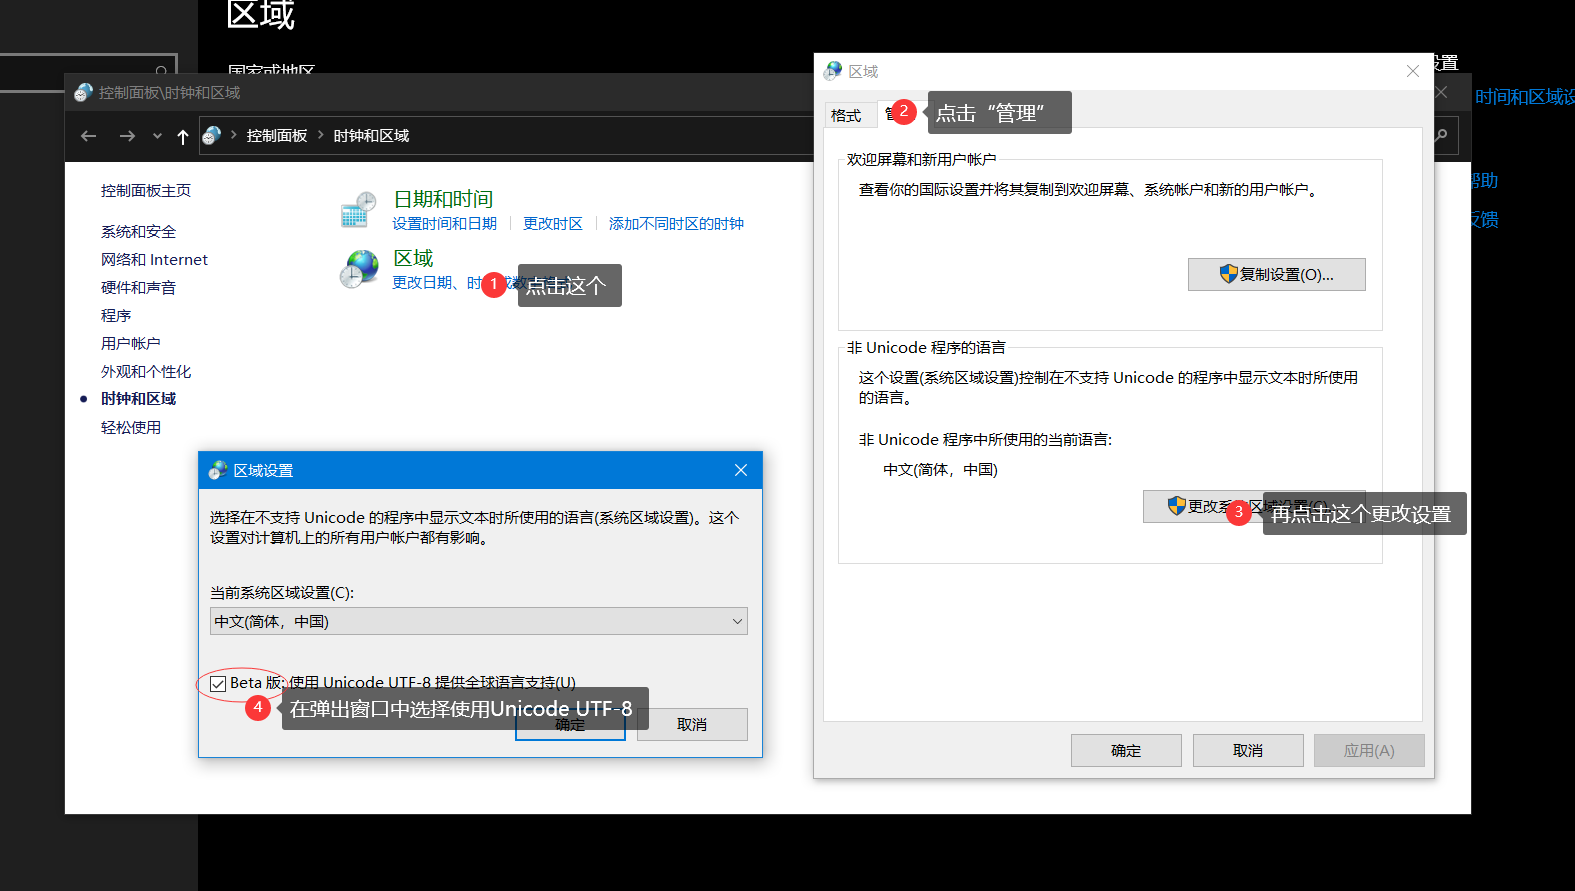 区域
国家或地区
设置
时间和区域设
帮助
反馈
控制面板\时钟和区域
控制面板 时钟和区域
控制面板主页
系统和安全
网络和 Internet
硬件和声音
程序
用户帐户
外观和个性化
时钟和区域
轻松使用
日期和时间
设置时间和日期 更改时区 添加不同时区的时钟
区域
更改日期、时
1 点击这个
区域
格式
2 点击“管理”
欢迎屏幕和新用户帐户
查看你的国际设置并将其复制到欢迎屏幕、系统帐户和新的用户帐户。
复制设置(O)...
非 Unicode 程序的语言
这个设置(系统区域设置)控制在不支持 Unicode 的程序中显示文本时所使用
的语言。
非 Unicode 程序中所使用的当前语言:
中文(简体，中国)
更改系 区域设置(C)...
3 再点击这个更改设置
确定 取消 应用(A)
区域设置
选择在不支持 Unicode 的程序中显示文本时所使用的语言(系统区域设置)。这个
设置对计算机上的所有用户帐户都有影响。
当前系统区域设置(C):
中文(简体，中国)
Beta 版: 使用 Unicode UTF-8 提供全球语言支持(U)
4 在弹出窗口中选择使用Unicode UTF-8
确定 取消